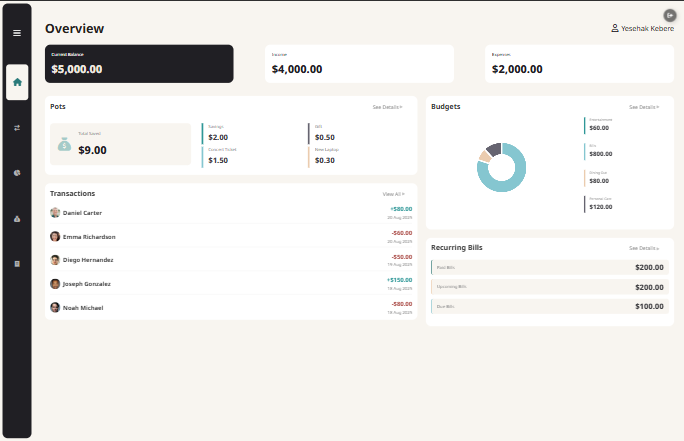 Overview
Yesehak Kebere
Current Balance
$5,000.00
Income
$4,000.00
Expenses
$2,000.00
Pots
See Details>
Total Saved
$9.00
Savings
$2.00
Gift
$0.50
Concert Ticket
$1.50
New Laptop
$0.30
Transactions
View All >
Daniel Carter
+$80.00
20 Aug 2025
Emma Richardson
-$60.00
20 Aug 2025
Diego Hernandez
-$50.00
19 Aug 2025
Joseph Gonzalez
+$150.00
18 Aug 2025
Noah Michael
-$80.00
18 Aug 2025
Budgets
See Details>
Entertainment
$60.00
Bills
$800.00
Dining Out
$80.00
Personal Care
$120.00
Recurring Bills
See Details >
Paid Bills
$200.00
Upcoming Bills
$200.00
Due Bills
$100.00